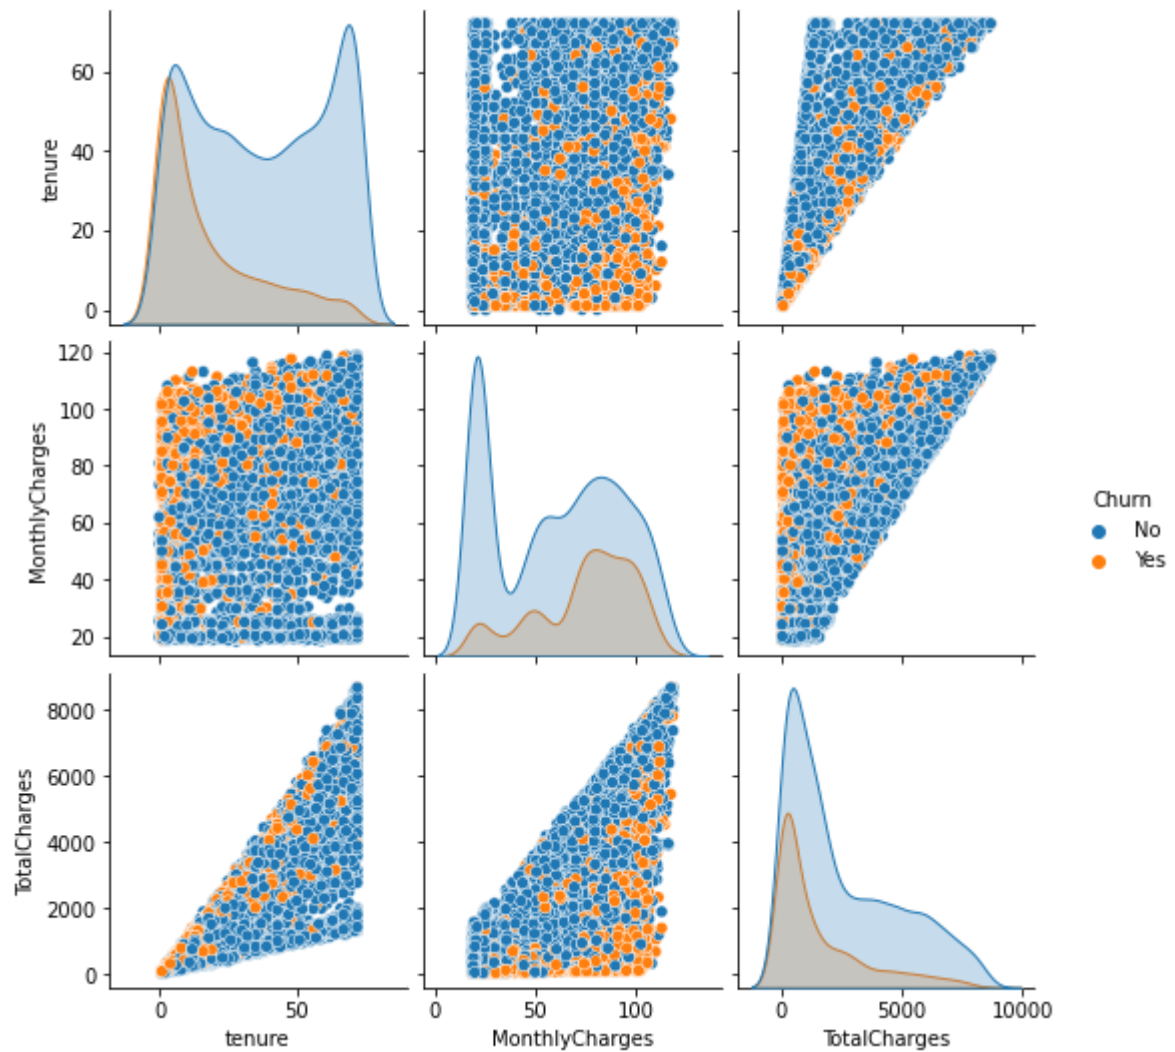 tenure
60
40
20
0
MonthlyCharges
120
100
80
60
40
20
Churn
No
Yes
TotalCharges
8000
6000
4000
2000
0
0 50 0 50 100 0 5000 10000
tenure MonthlyCharges TotalCharges